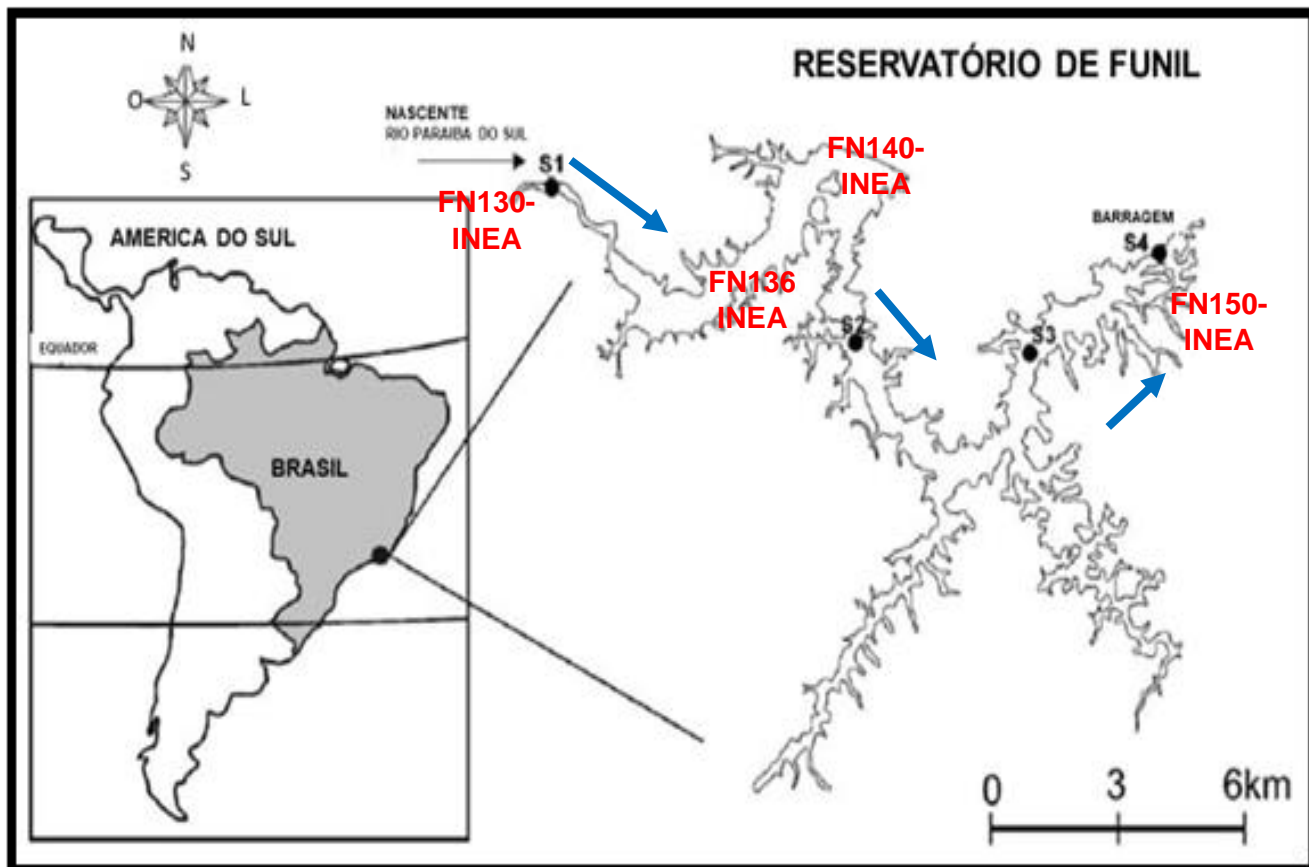 RESERVATÓRIO DE FUNIL
N
O
L
S
NASCENTE
RIO PARAIBA DO SUL
S1
FN130-
INEA
FN140-
INEA
FN136
INEA
BARRAGEM
S4
FN150-
INEA
S2
S3
AMERICA DO SUL
EQUADOR
BRASIL
0
3
6km